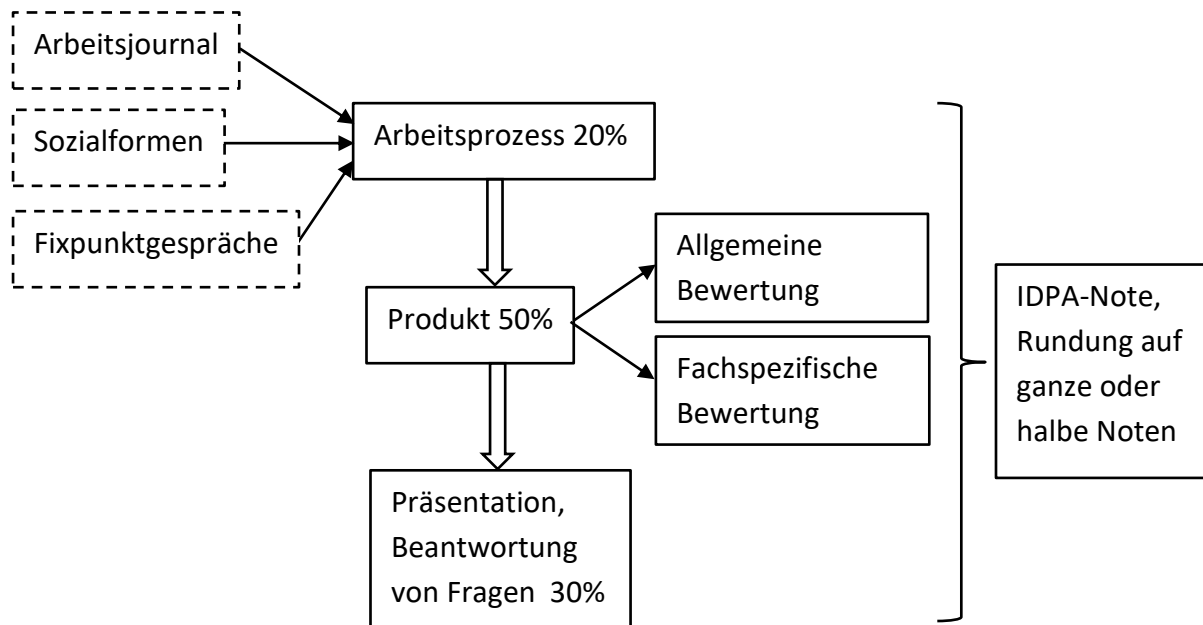 Arbeitsjournal
Sozialformen
Fixpunktgespräche
Arbeitsprozess 20%
Produkt 50%
Allgemeine
Bewertung
Fachspezifische
Bewertung
Präsentation,
Beantwortung
von Fragen 30%
IDPA-Note,
Rundung auf
ganze oder
halbe Noten